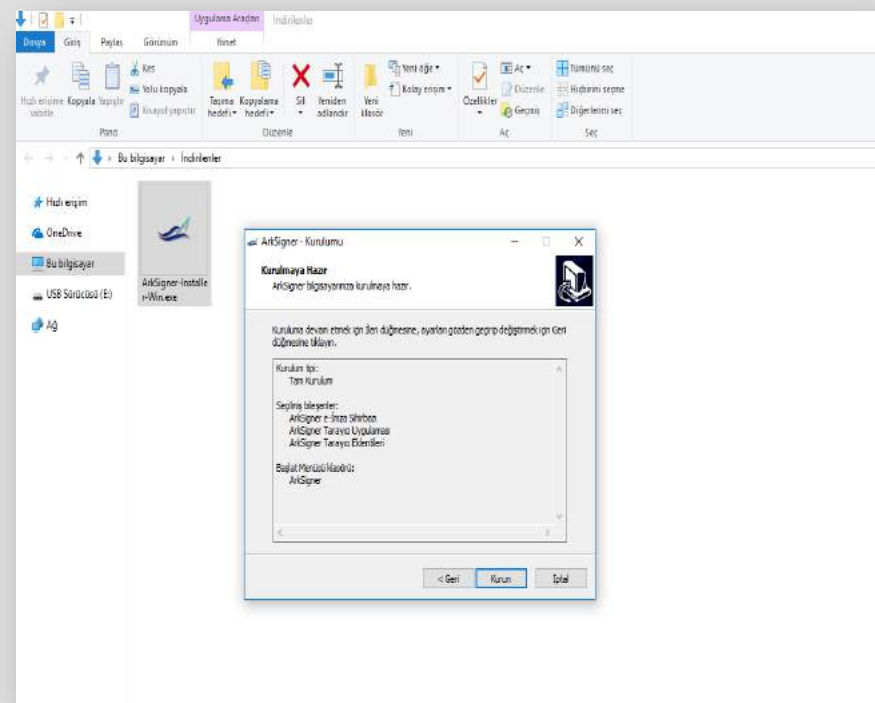 Uygulama Araçları
İndirilenler
Dosya
Giriş
Paylaş
Görünüm
Yönet
Hızlı erişime sabitle
Kopyala
Yapıştır
Kes
Yolu kopyala
Kısayol yapıştır
Pano
Taşıma hedefi
Kopyalama hedefi
Sil
Yeniden adlandır
Düzenle
Yeni klasör
Yeni öğe
Kolay erişim
Yeni
Özellikler
Aç
Düzenle
Geçmiş
Aç
Tümünü seç
Hiçbirini seçme
Diğerlerini seç
Seç
Bu bilgisayar › İndirilenler
Hızlı erişim
OneDrive
Bu bilgisayar
USB Sürücüsü (E:)
Ağ
ArkSigner-Installe
r-Win.exe
ArkSigner - Kurulumu
Kurulmaya Hazır
ArkSigner bilgisayarınıza kurulmaya hazır.
Kuruluma devam etmek için İleri düğmesine, ayarları gözden geçirip değiştirmek için Geri
düğmesine tıklayın.
Kurulum tipi:
Tam Kurulum
Seçilmiş bileşenler:
ArkSigner e-İmza Sihirbazı
ArkSigner Tarayıcı Uygulaması
ArkSigner Tarayıcı Eklentileri
Başlat Menüsü klasörü:
ArkSigner
< Geri
Kurun
İptal